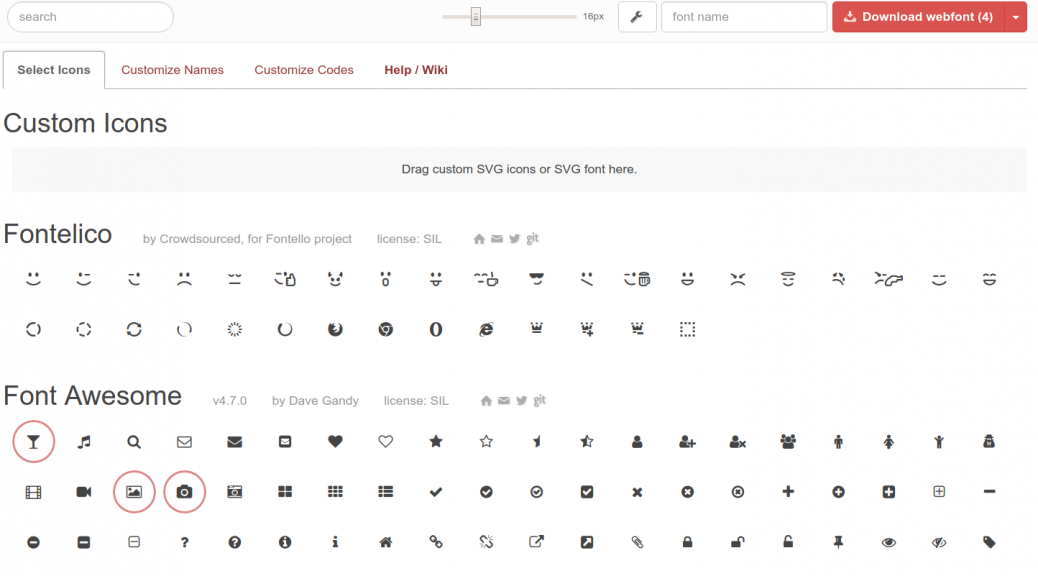 search
16px
font name
Download webfont (4)
Select Icons
Customize Names
Customize Codes
Help / Wiki
Custom Icons
Drag custom SVG icons or SVG font here.
Fontelico
by Crowdsourced, for Fontello project
license: SIL
git
Font Awesome
v4.7.0
by Dave Gandy
license: SIL
git